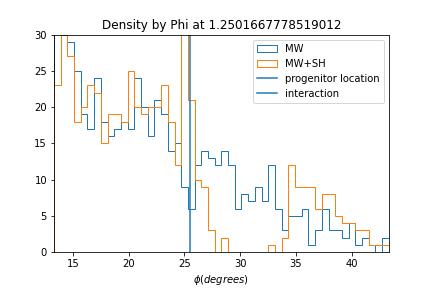 Density by Phi at 1.2501667778519012
30
25
20
15
10
5
0
MW
MW+SH
progenitor location
interaction
15 20 25 30 35 40
ϕ(degrees)